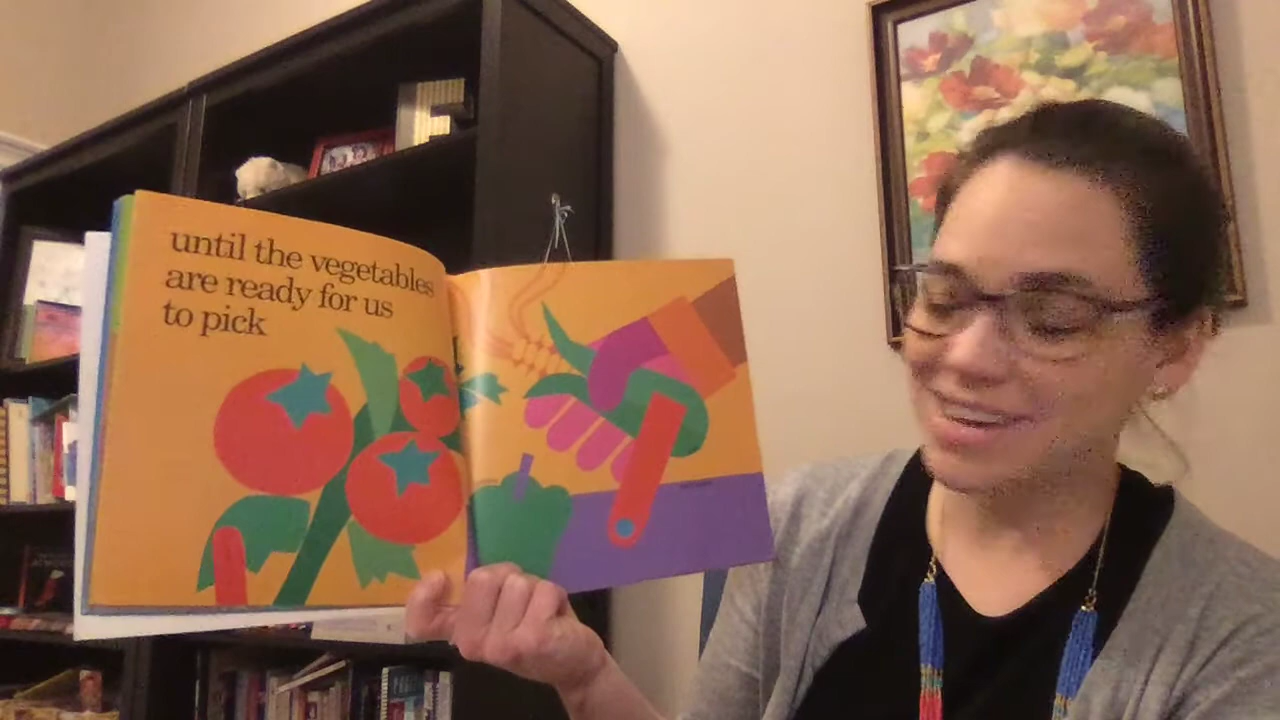 until the vegetables
are ready for us
to pick